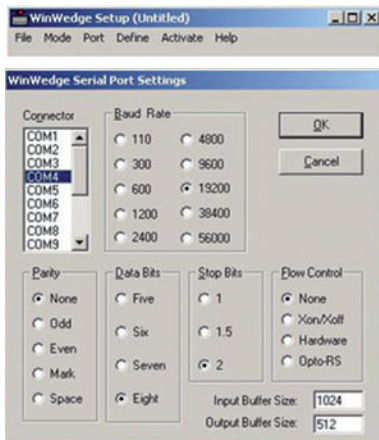 WinWedge Setup (Untitled)
File Mode Port Define Activate Help
WinWedge Serial Port Settings
Connector
COM1
COM2
COM3
COM4
COM5
COM6
COM7
COM8
COM9
Baud Rate
110 4800
300 9600
600 19200
1200 38400
2400 56000
OK
Cancel
Parity
None
Odd
Even
Mark
Space
Data Bits
Five
Six
Seven
Eight
Stop Bits
1
1.5
2
Flow Control
None
Xon/Xoff
Hardware
Opto-RS
Input Buffer Size: 1024
Output Buffer Size: 512